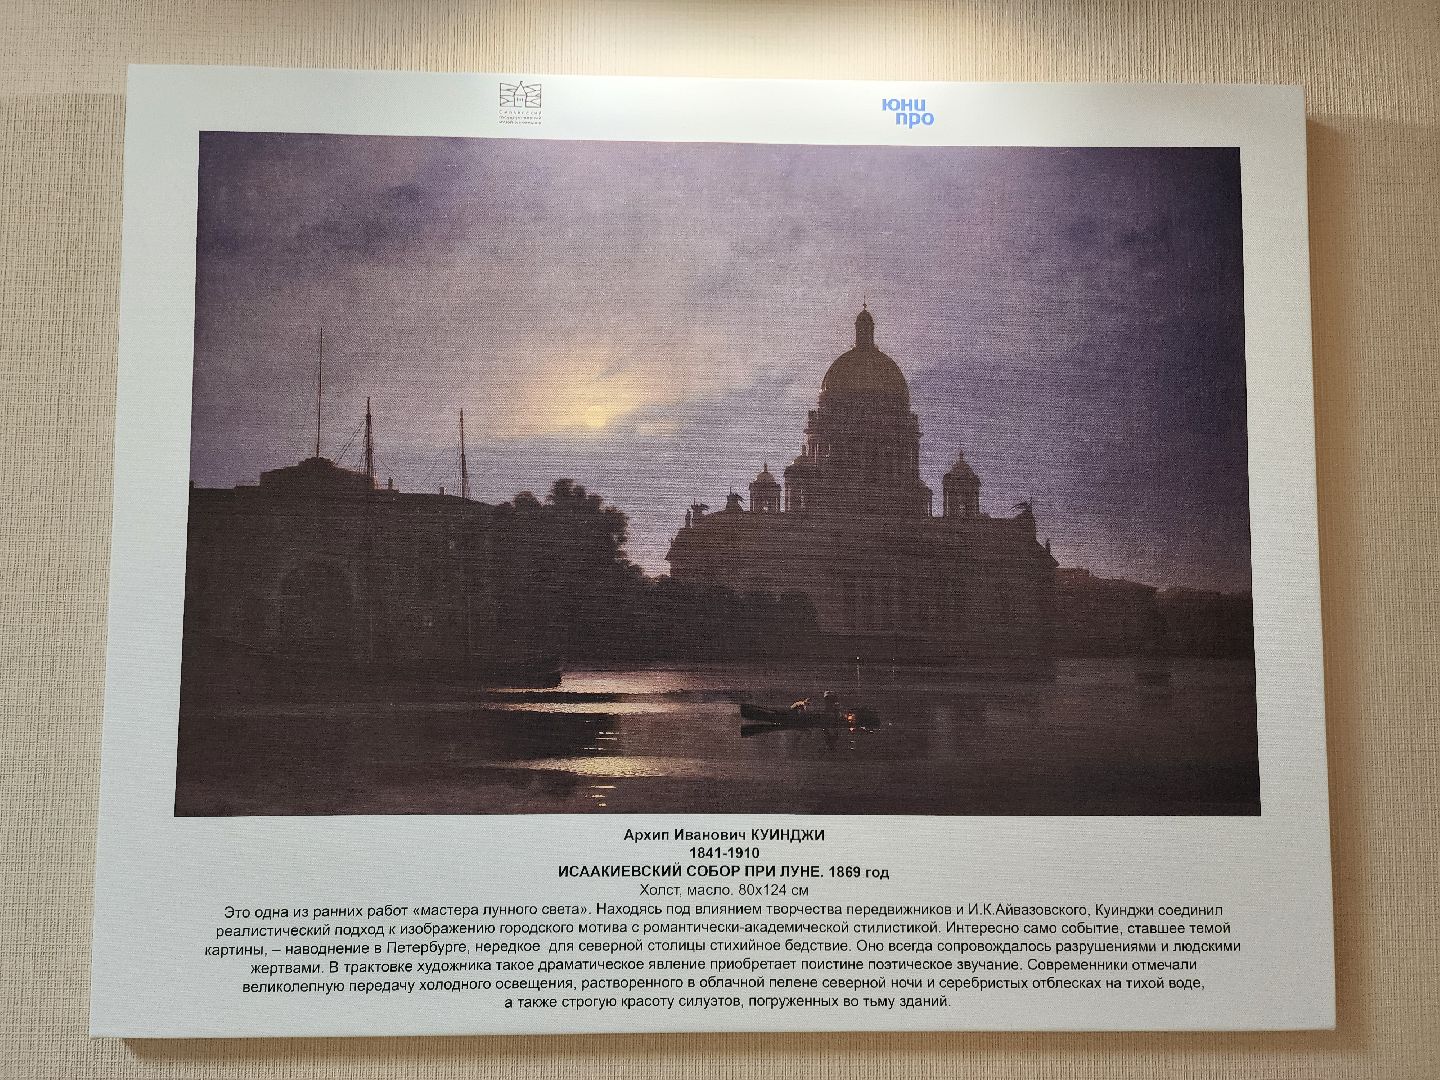 юни
про
Архип Иванович КУИНДЖИ
1841-1910
ИСААКИЕВСКИЙ СОБОР ПРИ ЛУНЕ. 1869 год
Холст, масло. 80х124 см
Это одна из ранних работ «мастера лунного света». Находясь под влиянием творчества передвижников и И.К.Айвазовского, Куинджи соединил
реалистический подход к изображению городского мотива с романтически-академической стилистикой. Интересно само событие, ставшее темой
картины, – наводнение в Петербурге, нередкое для северной столицы стихийное бедствие. Оно всегда сопровождалось разрушениями и людскими
жертвами. В трактовке художника такое драматическое явление приобретает поистине поэтическое звучание. Современники отмечали
великолепную передачу холодного освещения, растворенного в облачной пелене северной ночи и серебристых отблесках на тихой воде,
а также строгую красоту силуэтов, погруженных во тьму зданий.